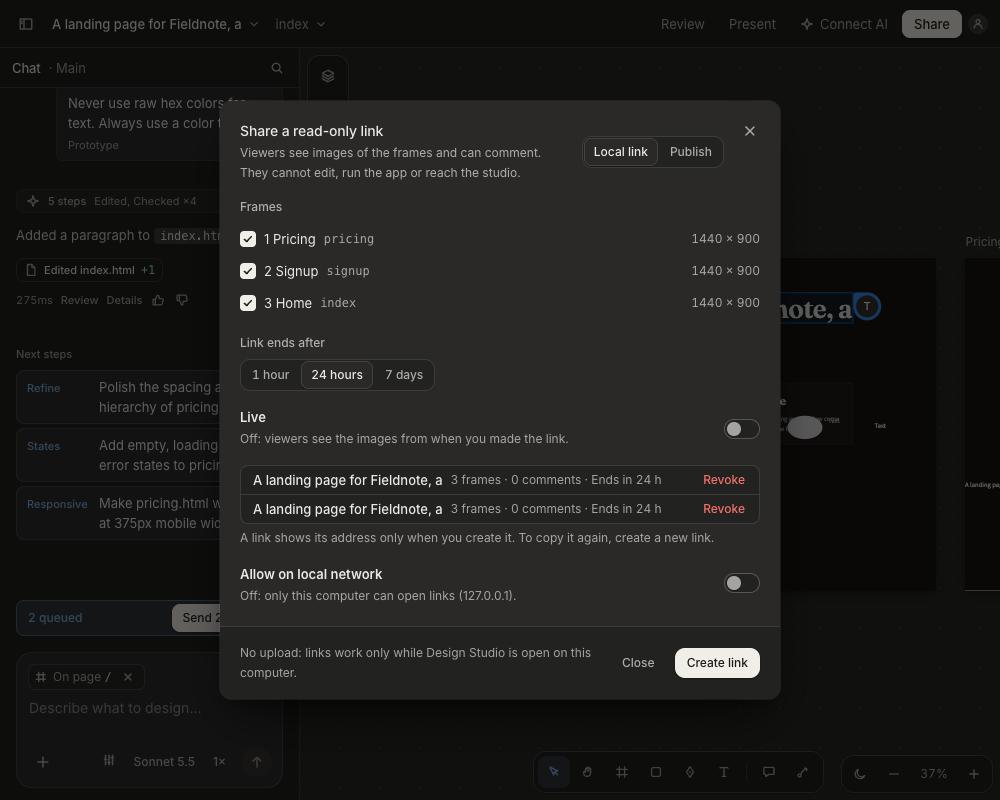 A landing page for Fieldnote, a
index
Review
Present
Connect AI
Share
Chat · Main
Never use raw hex colors for
text. Always use a color t
Prototype
5 steps Edited, Checked ×4
Added a paragraph to index.htm
Edited index.html +1
275ms Review Details
Next steps
Refine
Polish the spacing a
hierarchy of pricing
States
Add empty, loading
error states to pricin
Responsive
Make pricing.html w
at 375px mobile wid
2 queued
Send 2
On page /
Describe what to design...
Sonnet 5.5
1×
Share a read-only link
Viewers see images of the frames and can comment.
They cannot edit, run the app or reach the studio.
Local link
Publish
Frames
1 Pricing pricing 1440 × 900
2 Signup signup 1440 × 900
3 Home index 1440 × 900
Link ends after
1 hour
24 hours
7 days
Live
Off: viewers see the images from when you made the link.
A landing page for Fieldnote, a 3 frames · 0 comments · Ends in 24 h Revoke
A landing page for Fieldnote, a 3 frames · 0 comments · Ends in 24 h Revoke
A link shows its address only when you create it. To copy it again, create a new link.
Allow on local network
Off: only this computer can open links (127.0.0.1).
No upload: links work only while Design Studio is open on this
computer.
Close
Create link
Pricing
note, a
T
Text
A landing pa
37%